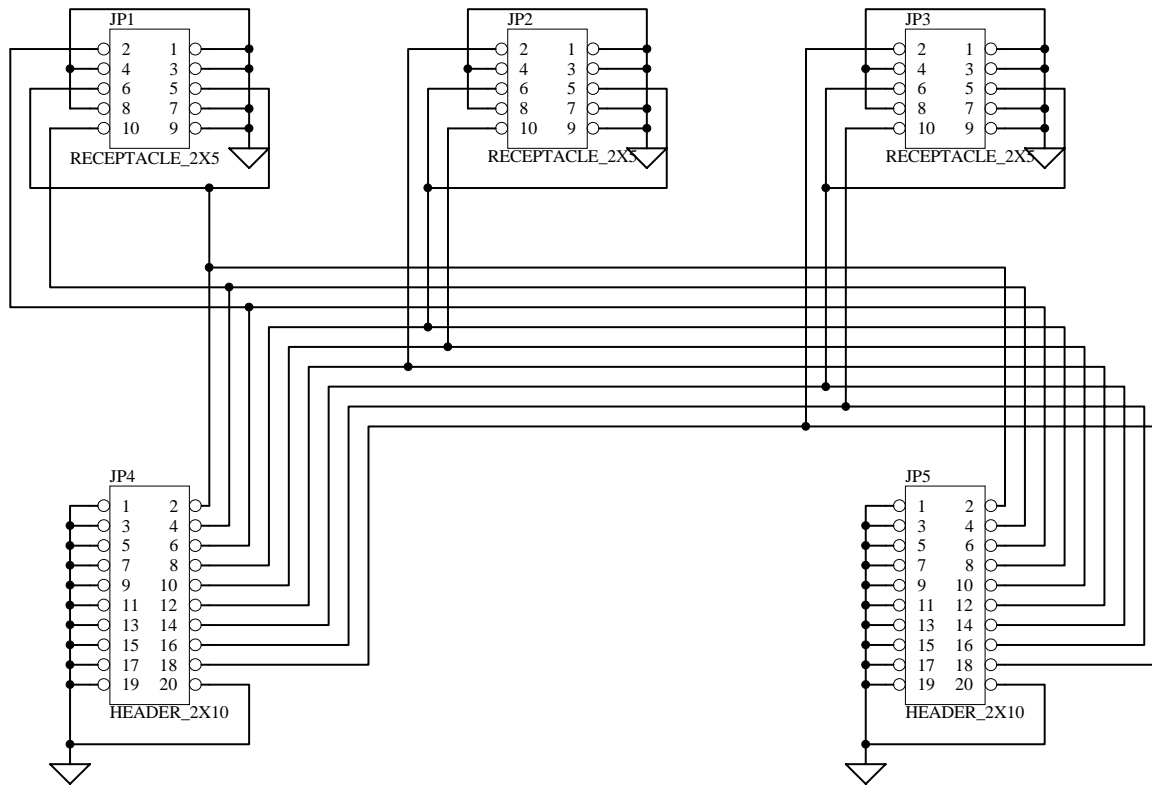 JP1 JP2 JP3
2 1 2 1 2 1
4 3 4 3 4 3
6 5 6 5 6 5
8 7 8 7 8 7
10 9 10 9 10 9
RECEPTACLE_2X5 RECEPTACLE_2X5 RECEPTACLE_2X5
JP4 JP5
1 2 1 2
3 4 3 4
5 6 5 6
7 8 7 8
9 10 9 10
11 12 11 12
13 14 13 14
15 16 15 16
17 18 17 18
19 20 19 20
HEADER_2X10 HEADER_2X10